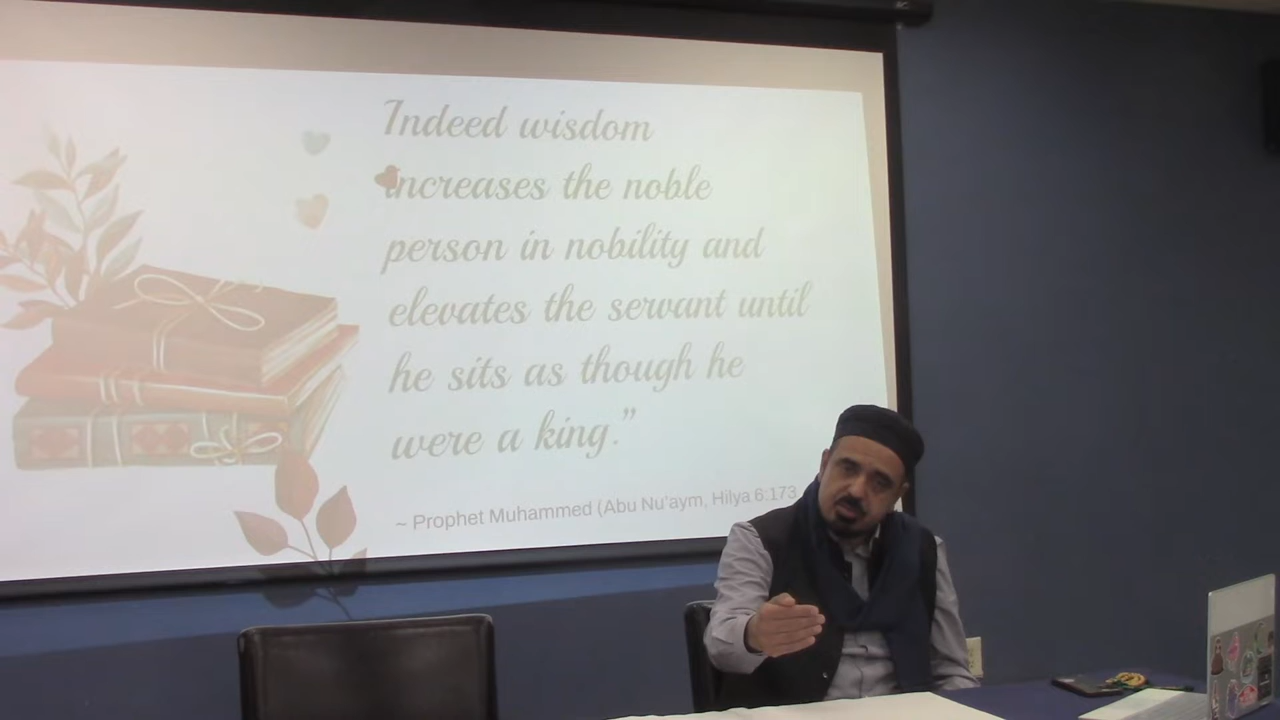 Indeed wisdom
increases the noble
person in nobility and
elevates the servant until
he sits as though he
were a king.”
~ Prophet Muhammed (Abu Nu'aym, Hilya 6:173